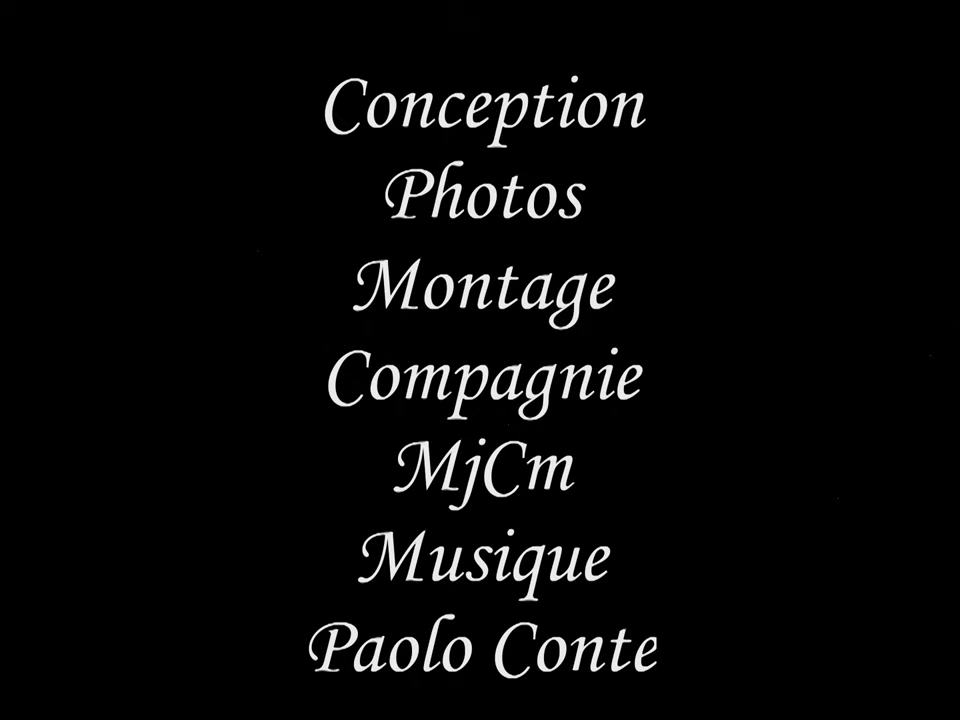 Conception
Photos
Montage
Compagnie
MjCm
Musique
Paolo Conte